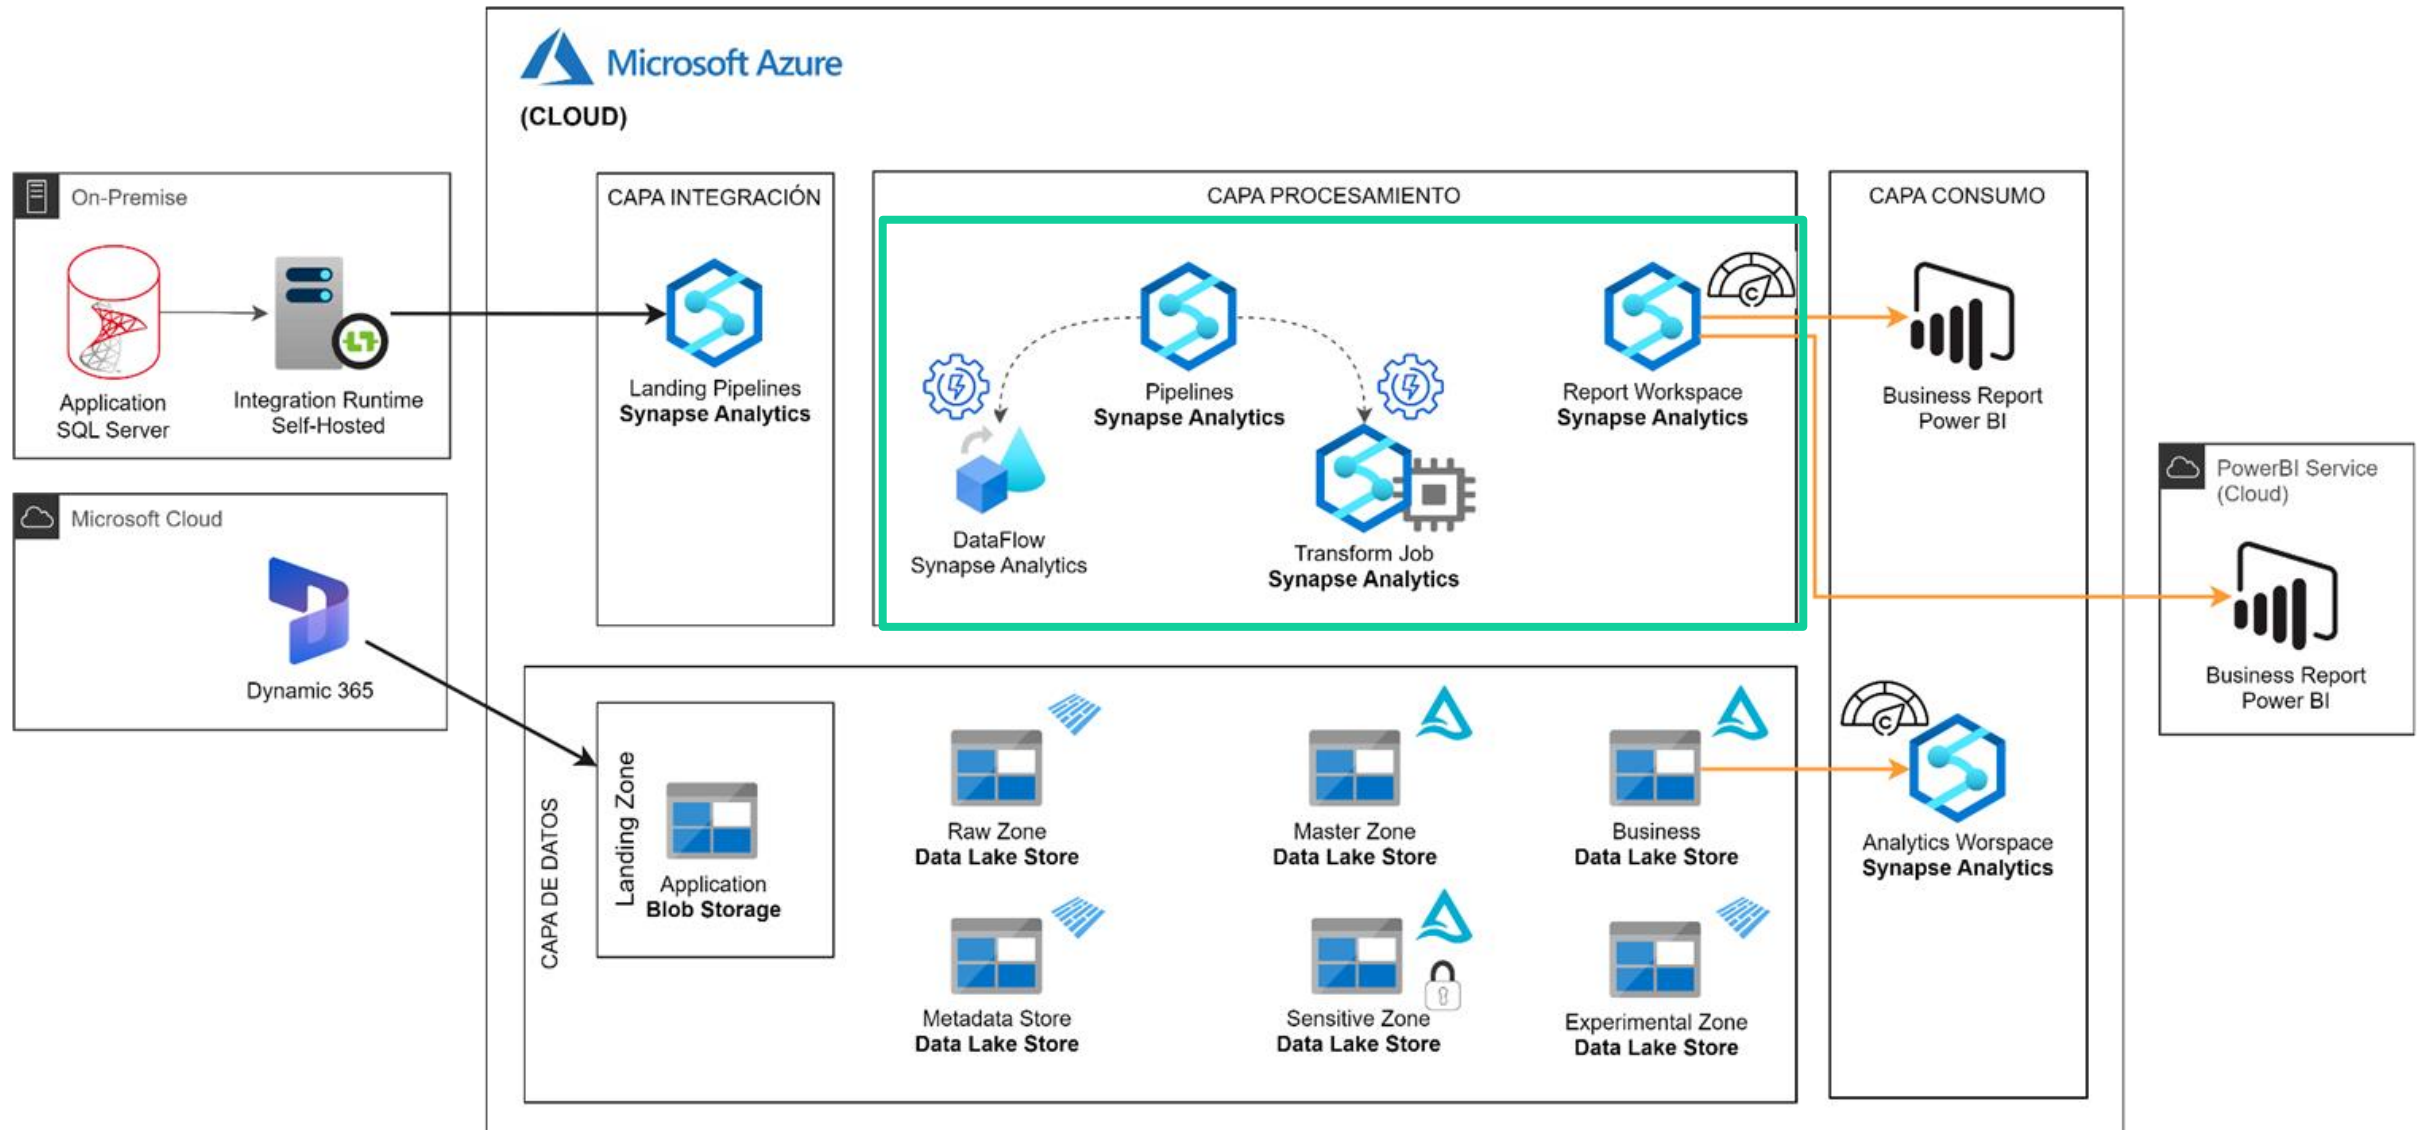 Microsoft Azure
(CLOUD)
On-Premise
Application
SQL Server
Integration Runtime
Self-Hosted
Microsoft Cloud
Dynamic 365
CAPA INTEGRACIÓN
Landing Pipelines
Synapse Analytics
CAPA PROCESAMIENTO
Pipelines
Synapse Analytics
DataFlow
Synapse Analytics
Transform Job
Synapse Analytics
Report Workspace
Synapse Analytics
C
CAPA CONSUMO
Business Report
Power BI
C
Analytics Worspace
Synapse Analytics
PowerBI Service
(Cloud)
Business Report
Power BI
CAPA DE DATOS
Landing Zone
Application
Blob Storage
Raw Zone
Data Lake Store
Master Zone
Data Lake Store
Business
Data Lake Store
Metadata Store
Data Lake Store
Sensitive Zone
Data Lake Store
Experimental Zone
Data Lake Store